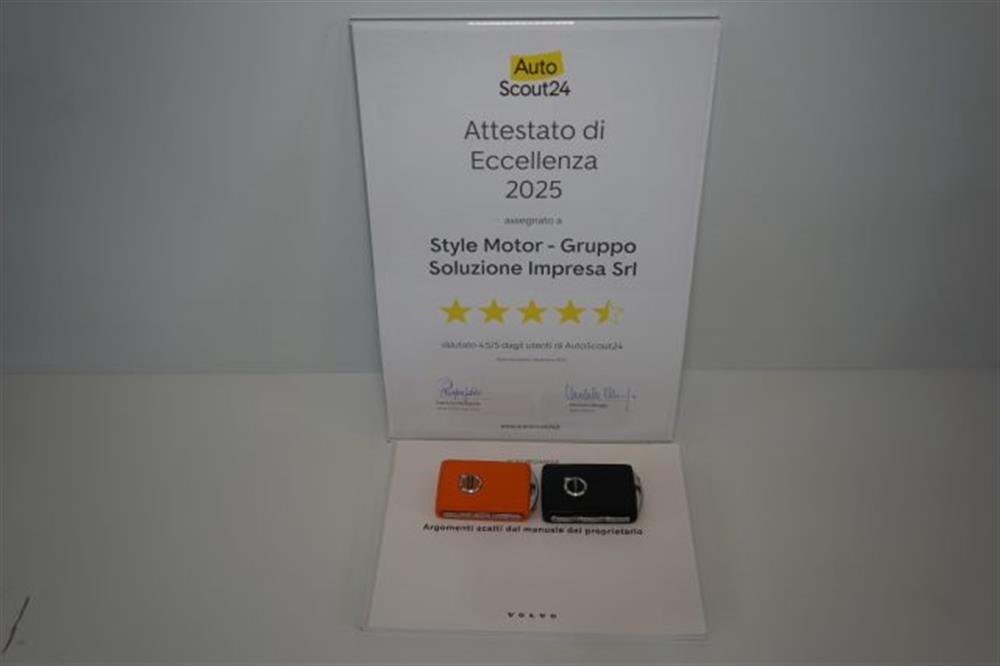 Auto
Scout24
Attestato di
Eccellenza
2025
assegnato a
Style Motor - Gruppo
Soluzione Impresa Srl
valutato 4.5/5 dagli utenti di AutoScout24
Argomenti scelti dal manuale del proprietario
VOLVO